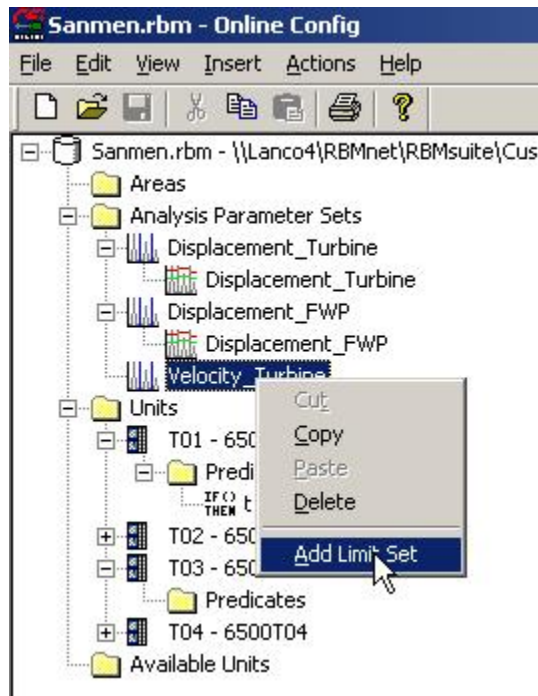 Sanmen.rbm - Online Config
File Edit View Insert Actions Help
Sanmen.rbm - \\Lanco4\RBMnet\RBMsuite\Cus
Areas
Analysis Parameter Sets
Displacement_Turbine
Displacement_Turbine
Displacement_FWP
Displacement_FWP
Velocity_Turbine
Cut
Units
T01 - 650
Copy
Predi
Paste
IF()
THEN t
Delete
T02 - 650
Add Limit Set
T03 - 650
Predicates
T04 - 6500T04
Available Units